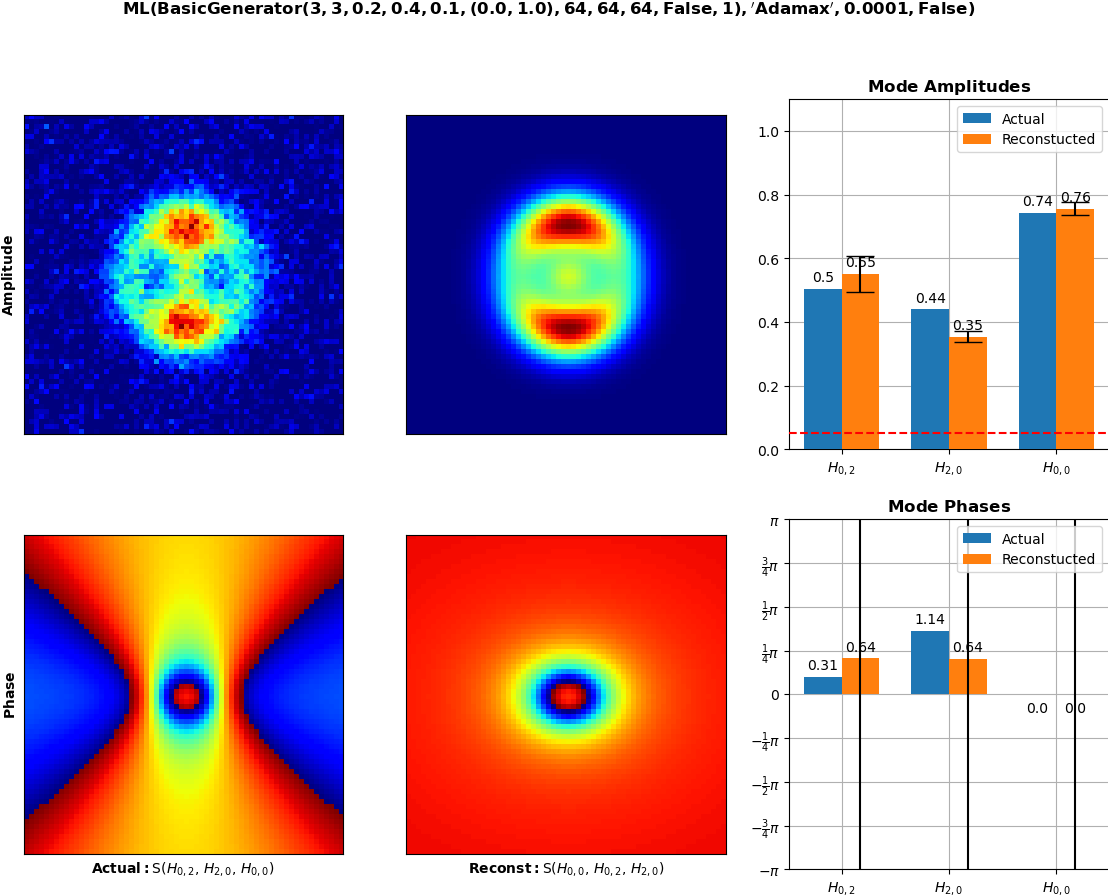 ML(BasicGenerator(3, 3, 0.2, 0.4, 0.1, (0.0, 1.0), 64, 64, 64, False, 1), 'Adamax', 0.0001, False)
Mode Amplitudes
Actual
Reconstucted
1.0
0.8
0.6
0.4
0.2
0.0
0.5
0.55
0.44
0.35
0.74
0.76
H0,2
H2,0
H0,0
Amplitude
Mode Phases
Actual
Reconstucted
π
3/4π
1/2π
1/4π
0
−1/4π
−1/2π
−3/4π
−π
0.31
0.64
1.14
0.64
0.0
0.0
H0,2
H2,0
H0,0
Phase
Actual: S(H0,2, H2,0, H0,0)
Reconst: S(H0,0, H0,2, H2,0)